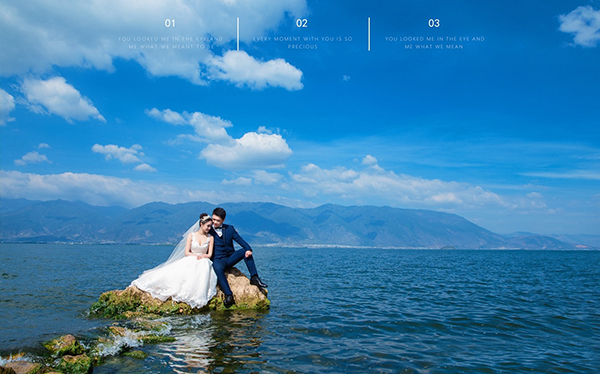 01
YOU LOOKED ME IN THE EYE AND
ME WHAT WE MEANT TO
02
EVERY MOMENT WITH YOU IS SO
PRECIOUS
03
YOU LOOKED ME IN THE EYE AND
ME WHAT WE MEAN